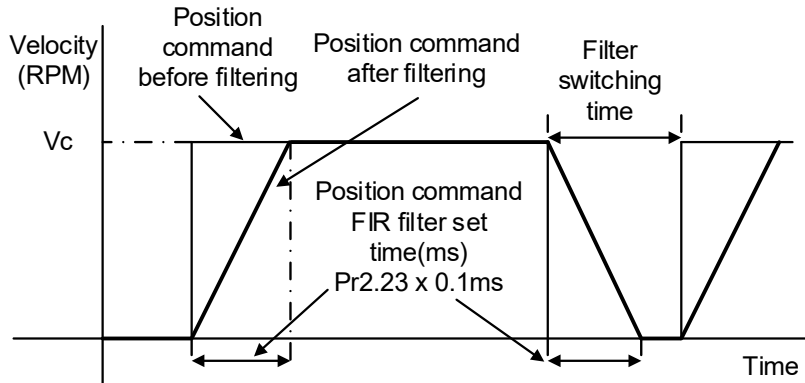 Velocity
(RPM)
Position
command
before filtering
Position command
after filtering
Filter
switching
time
Vc
Position command
FIR filter set
time(ms)
Pr2.23 x 0.1ms
Time